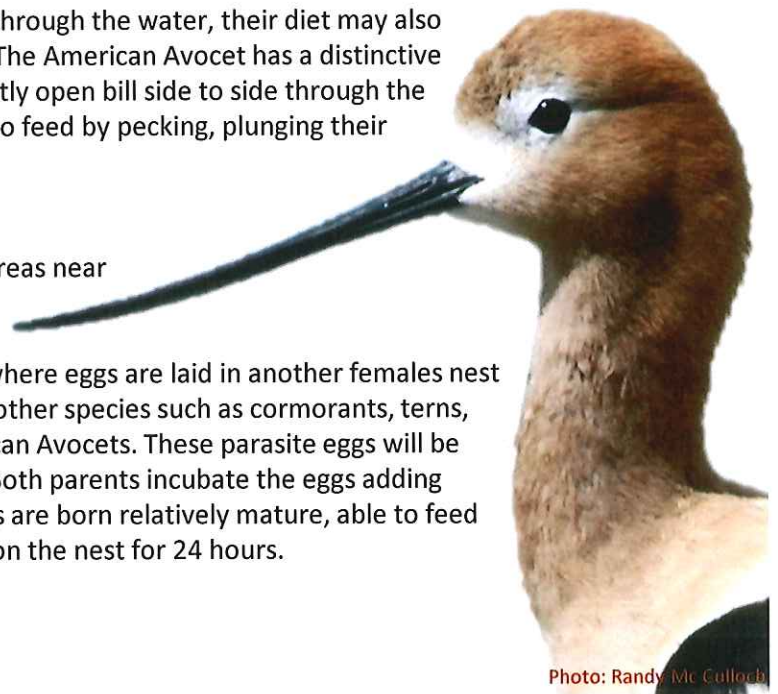 hrough the water, their diet may also
The American Avocet has a distinctive
tly open bill side to side through the
o feed by pecking, plunging their
reas near
where eggs are laid in another females nest
other species such as cormorants, terns,
can Avocets. These parasite eggs will be
Both parents incubate the eggs adding
s are born relatively mature, able to feed
on the nest for 24 hours.
Photo: Randy Mc Culloch